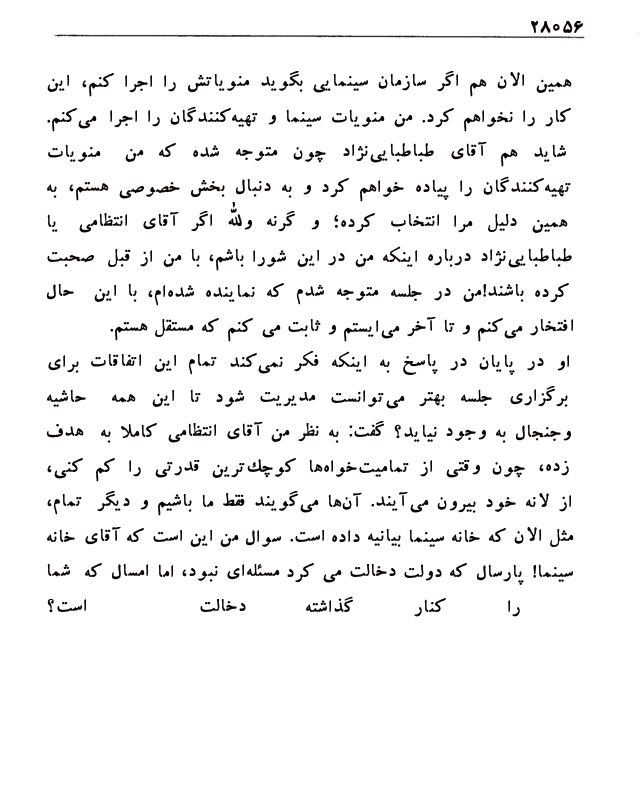 ۲۸۰۵۶
همین الان هم اگر سازمان سینمایی بگوید منویاتش را اجرا کنم، این
کار را نخواهم کرد. من منویات سینما و تهیه‌کنندگان را اجرا می‌کنم.
شاید هم آقای طباطبایی‌نژاد چون متوجه شده که من منویات
تهیه‌کنندگان را پیاده خواهم کرد و به دنبال بخش خصوصی هستم، به
همین دلیل مرا انتخاب کرده؛ و گرنه والله اگر آقای انتظامی یا
طباطبایی‌نژاد درباره اینکه من در این شورا باشم، با من از قبل صحبت
کرده باشند!من در جلسه متوجه شدم که نماینده شده‌ام، با این حال
افتخار می‌کنم و تا آخر می‌ایستم و ثابت می کنم که مستقل هستم.
او در پایان در پاسخ به اینکه فکر نمی‌کند تمام این اتفاقات برای
برگزاری جلسه بهتر می‌توانست مدیریت شود تا این همه حاشیه
وجنجال به وجود نیاید؟ گفت: به نظر من آقای انتظامی کاملا به هدف
زده، چون وقتی از تمامیت‌خواه‌ها کوچک‌ترین قدرتی را کم کنی،
از لانه خود بیرون می‌آیند. آن‌ها می‌گویند فقط ما باشیم و دیگر تمام،
مثل الان که خانه سینما بیانیه داده است. سوال من این است که آقای خانه
سینما! پارسال که دولت دخالت می کرد مسئله‌ای نبود، اما امسال که شما
را کنار گذاشته دخالت است؟